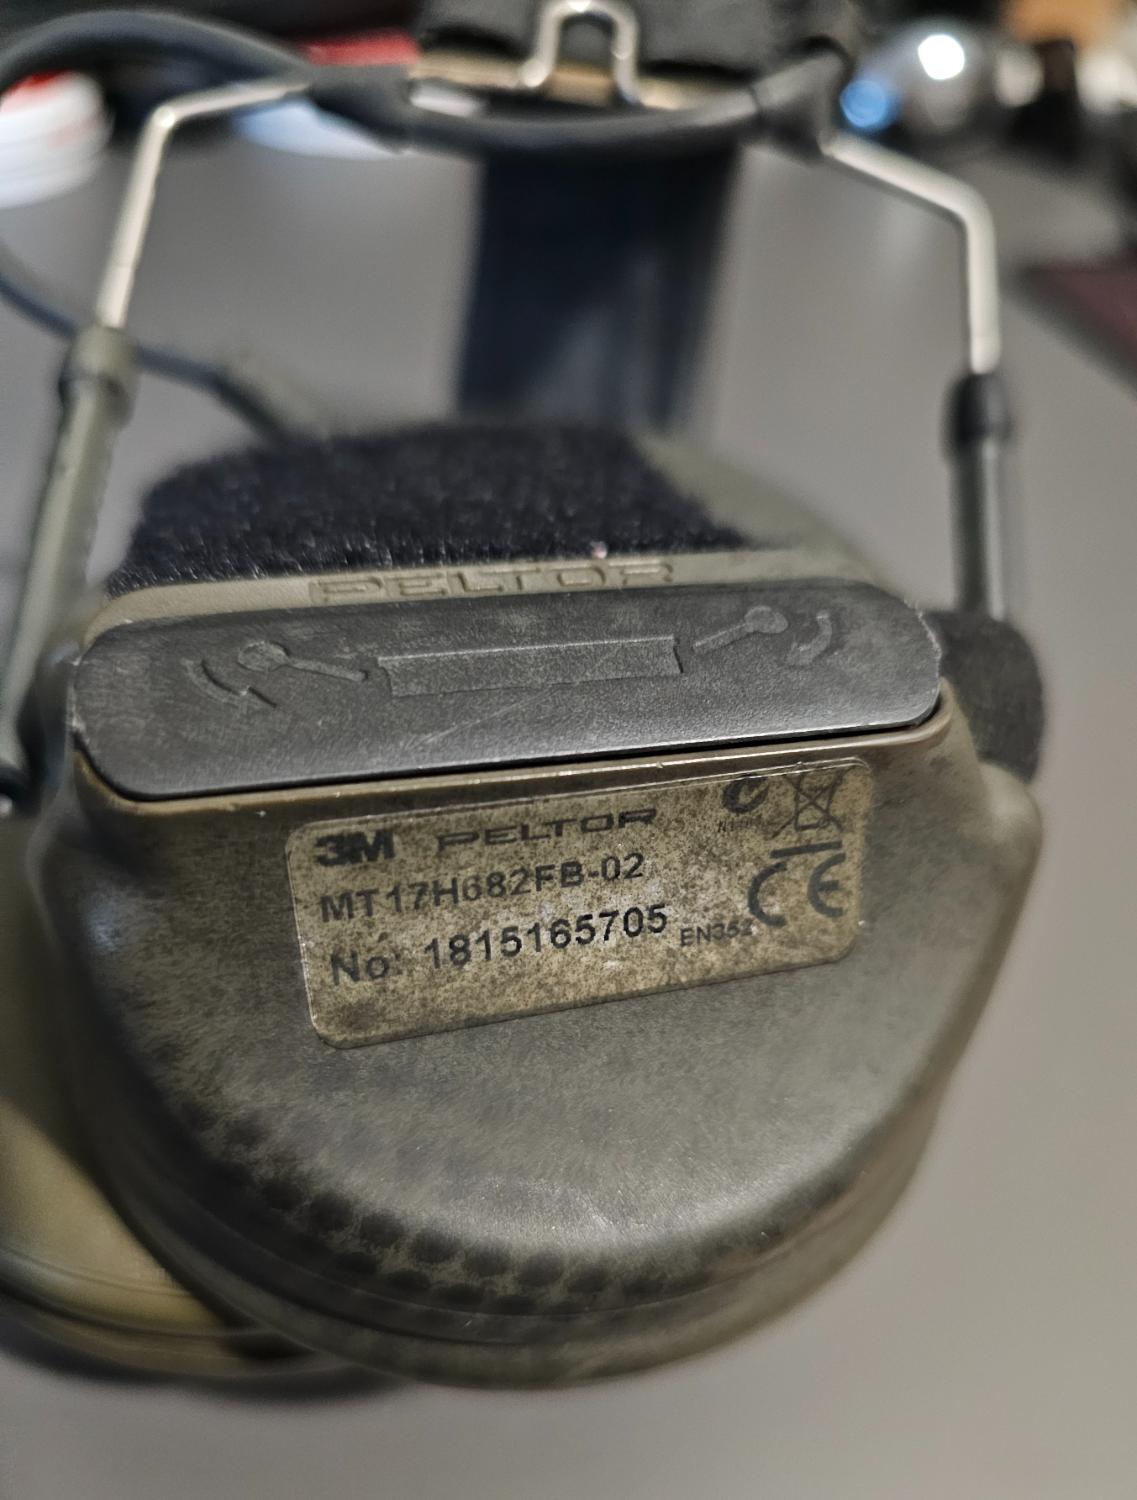 PELTOR
3M PELTOR
MT17H682FB-02
No: 1815165705
EN352
CE